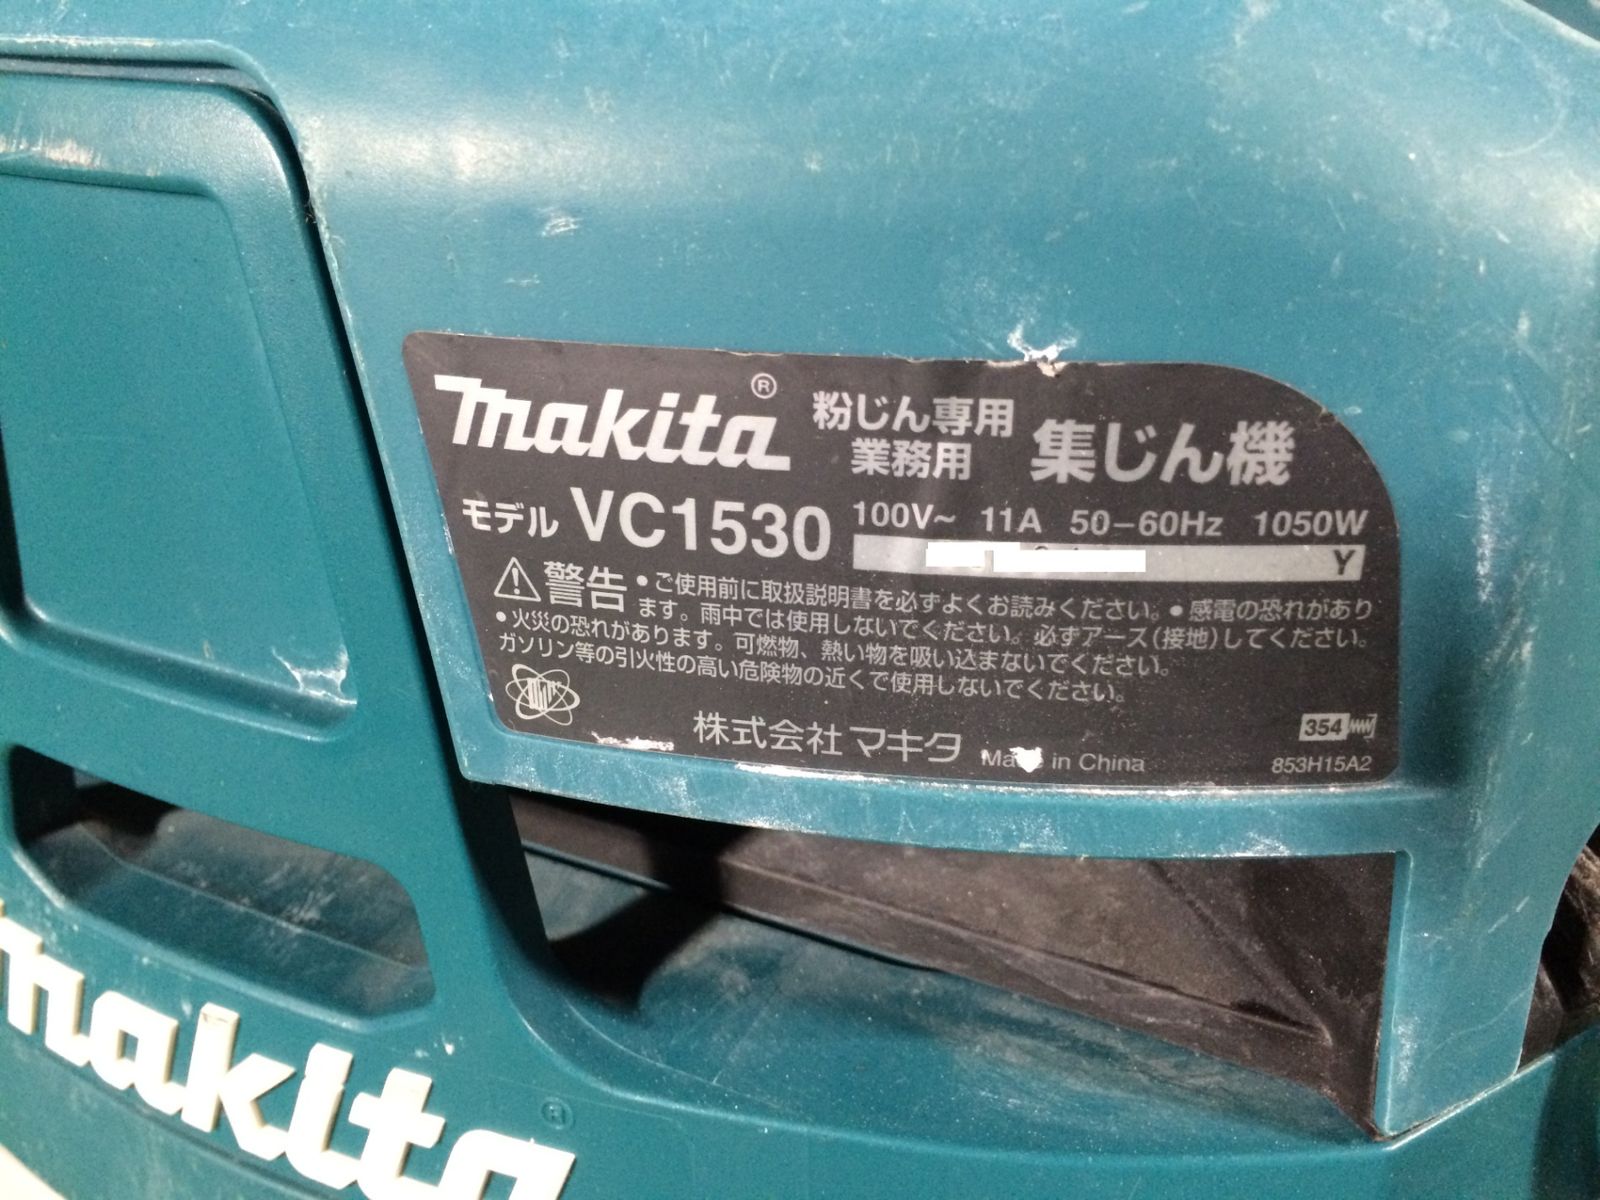 makita®
粉じん専用
業務用
集じん機
モデル VC1530
100V~ 11A 50-60Hz 1050W
Y
⚠警告 •ご使用前に取扱説明書を必ずよくお読みください。•感電の恐れがあり
ます。雨中では使用しないでください。必ずアース(接地)してください。
•火災の恐れがあります。可燃物、熱い物を吸い込まないでください。
ガソリン等の引火性の高い危険物の近くで使用しないでください。
株式会社マキタ
in China
354
853H15A2
makita®